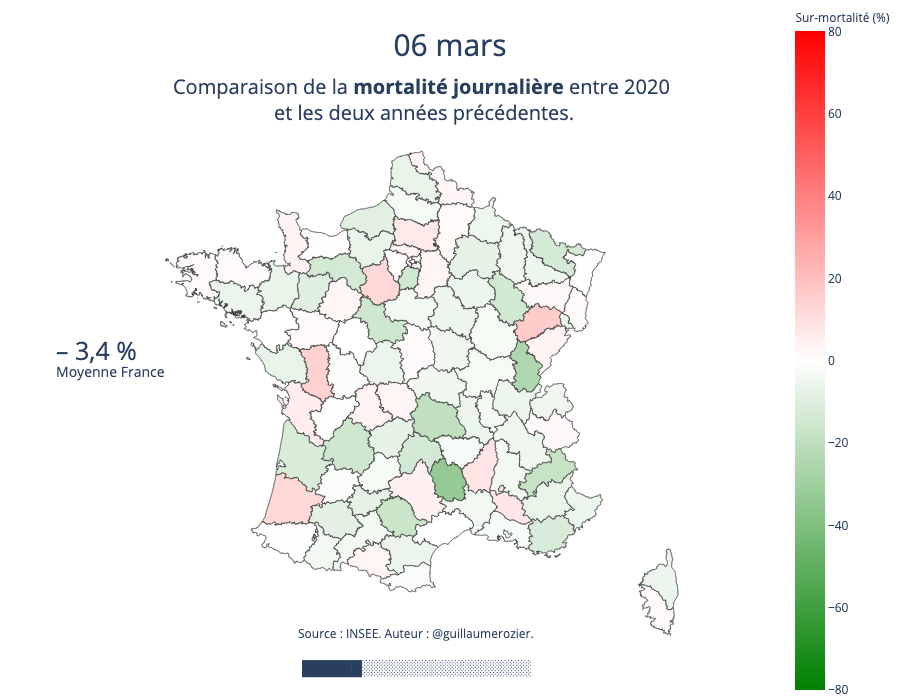 06 mars
Comparaison de la mortalité journalière entre 2020
et les deux années précédentes.
Sur-mortalité (%)
80
60
40
20
0
−20
−40
−60
−80
– 3,4 %
Moyenne France
Source : INSEE. Auteur : @guillaumerozier.